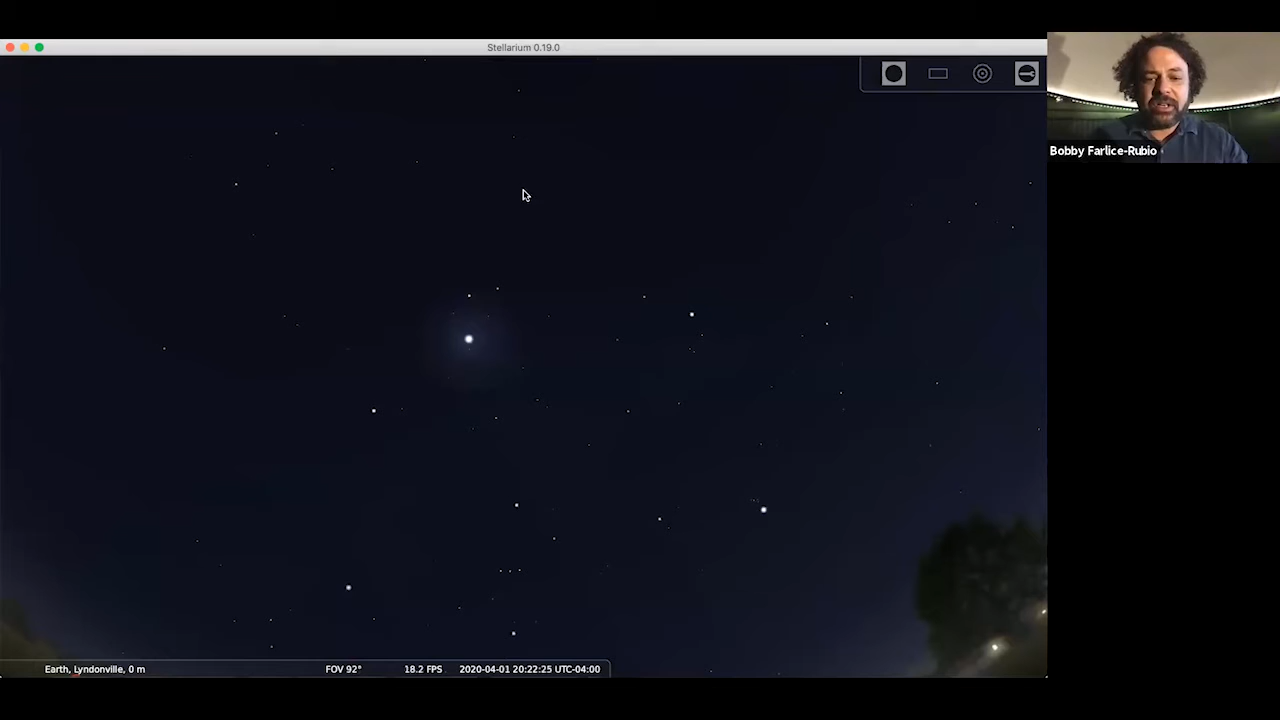 Stellarium 0.19.0
Bobby Farlice-Rubio
Earth, Lyndonville, 0 m FOV 92° 18.2 FPS 2020-04-01 20:22:25 UTC-04:00